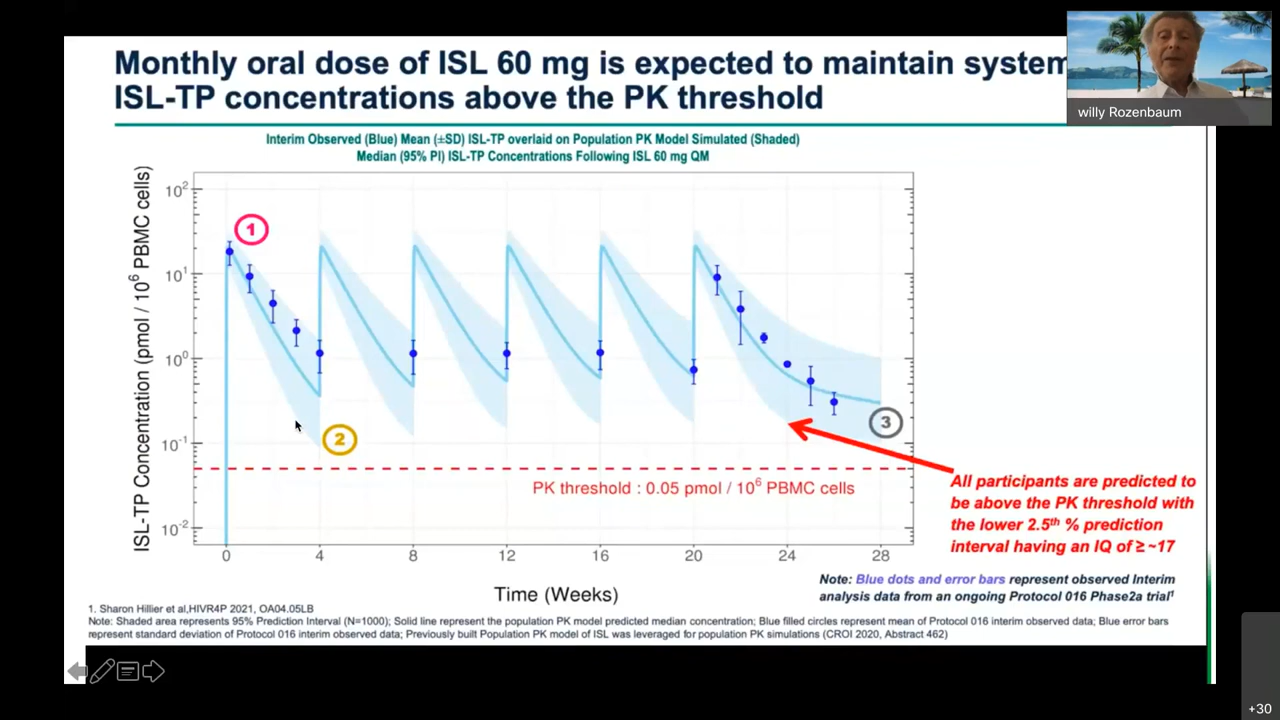 Monthly oral dose of ISL 60 mg is expected to maintain system
ISL-TP concentrations above the PK threshold
willy Rozenbaum
Interim Observed (Blue) Mean (±SD) ISL-TP overlaid on Population PK Model Simulated (Shaded)
Median (95% PI) ISL-TP Concentrations Following ISL 60 mg QM
ISL-TP Concentration (pmol / 10⁶ PBMC cells)
10²
10¹
10⁰
10⁻¹
10⁻²
1
2
3
PK threshold : 0.05 pmol / 10⁶ PBMC cells
0 4 8 12 16 20 24 28
Time (Weeks)
All participants are predicted to
be above the PK threshold with
the lower 2.5ᵗʰ % prediction
interval having an IQ of ≥ ~17
Note: Blue dots and error bars represent observed Interim
analysis data from an ongoing Protocol 016 Phase2a trial¹
1. Sharon Hillier et al,HIVR4P 2021, OA04.05LB
Note: Shaded area represents 95% Prediction Interval (N=1000); Solid line represent the population PK model predicted median concentration; Blue filled circles represent mean of Protocol 016 interim observed data; Blue error bars
represent standard deviation of Protocol 016 interim observed data; Previously built Population PK model of ISL was leveraged for population PK simulations (CROI 2020, Abstract 462)
+30